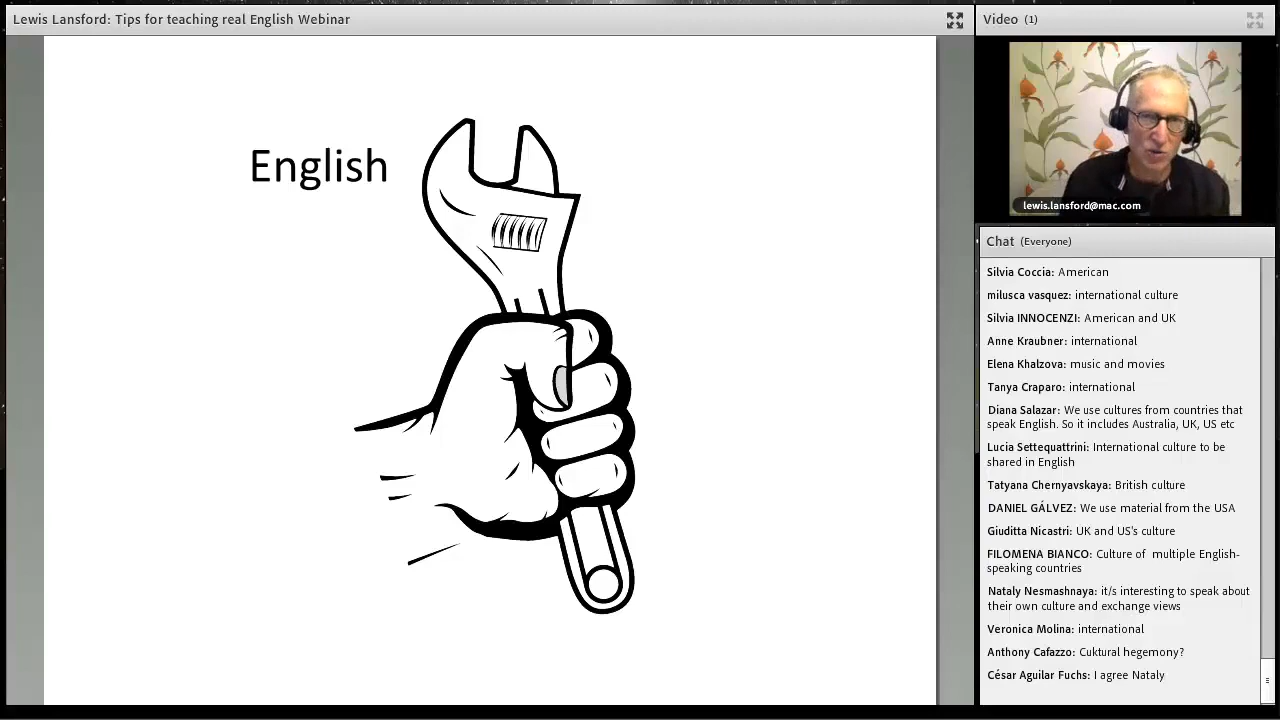 Lewis Lansford: Tips for teaching real English Webinar
English
Video (1)
lewis.lansford@mac.com
Chat (Everyone)
Silvia Coccia: American
milusca vasquez: international culture
Silvia INNOCENZI: American and UK
Anne Kraubner: international
Elena Khalzova: music and movies
Tanya Craparo: international
Diana Salazar: We use cultures from countries that
speak English. So it includes Australia, UK, US etc
Lucia Settequattrini: International culture to be
shared in English
Tatyana Chernyavskaya: British culture
DANIEL GÁLVEZ: We use material from the USA
Giuditta Nicastri: UK and US's culture
FILOMENA BIANCO: Culture of multiple English-
speaking countries
Nataly Nesmashnaya: it/s interesting to speak about
their own culture and exchange views
Veronica Molina: international
Anthony Cafazzo: Cuktural hegemony?
César Aguilar Fuchs: I agree Nataly